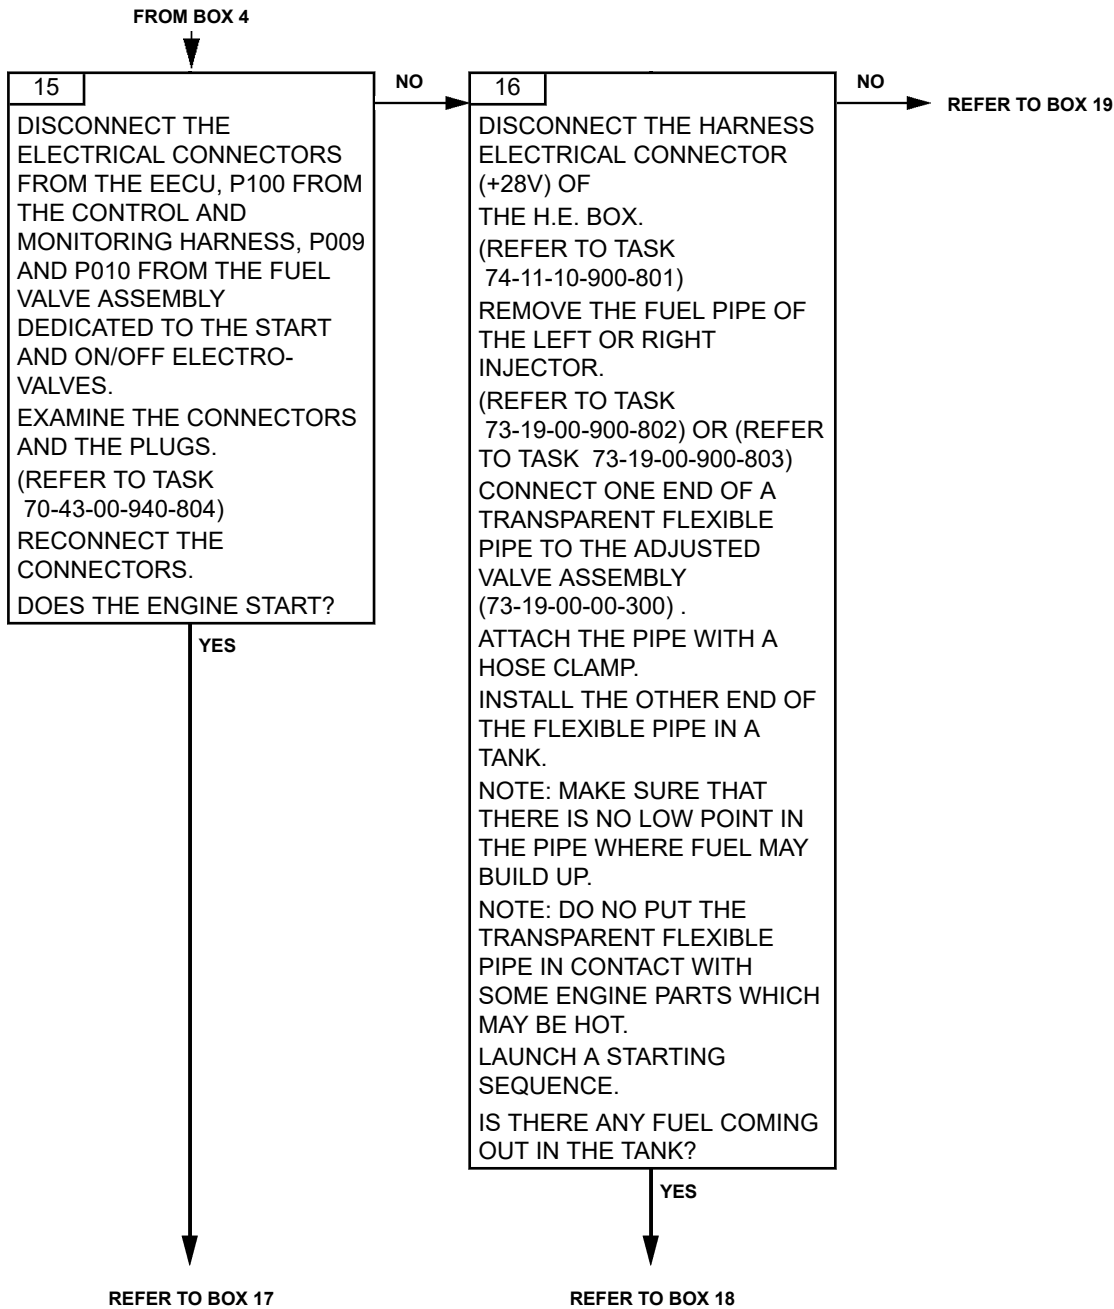 FROM BOX 4
15
DISCONNECT THE
ELECTRICAL CONNECTORS
FROM THE EECU, P100 FROM
THE CONTROL AND
MONITORING HARNESS, P009
AND P010 FROM THE FUEL
VALVE ASSEMBLY
DEDICATED TO THE START
AND ON/OFF ELECTRO-
VALVES.
EXAMINE THE CONNECTORS
AND THE PLUGS.
(REFER TO TASK
70-43-00-940-804)
RECONNECT THE
CONNECTORS.
DOES THE ENGINE START?
NO
YES
REFER TO BOX 17
16
DISCONNECT THE HARNESS
ELECTRICAL CONNECTOR
(+28V) OF
THE H.E. BOX.
(REFER TO TASK
74-11-10-900-801)
REMOVE THE FUEL PIPE OF
THE LEFT OR RIGHT
INJECTOR.
(REFER TO TASK
73-19-00-900-802) OR (REFER
TO TASK 73-19-00-900-803)
CONNECT ONE END OF A
TRANSPARENT FLEXIBLE
PIPE TO THE ADJUSTED
VALVE ASSEMBLY
(73-19-00-00-300) .
ATTACH THE PIPE WITH A
HOSE CLAMP.
INSTALL THE OTHER END OF
THE FLEXIBLE PIPE IN A
TANK.
NOTE: MAKE SURE THAT
THERE IS NO LOW POINT IN
THE PIPE WHERE FUEL MAY
BUILD UP.
NOTE: DO NO PUT THE
TRANSPARENT FLEXIBLE
PIPE IN CONTACT WITH
SOME ENGINE PARTS WHICH
MAY BE HOT.
LAUNCH A STARTING
SEQUENCE.
IS THERE ANY FUEL COMING
OUT IN THE TANK?
NO
REFER TO BOX 19
YES
REFER TO BOX 18